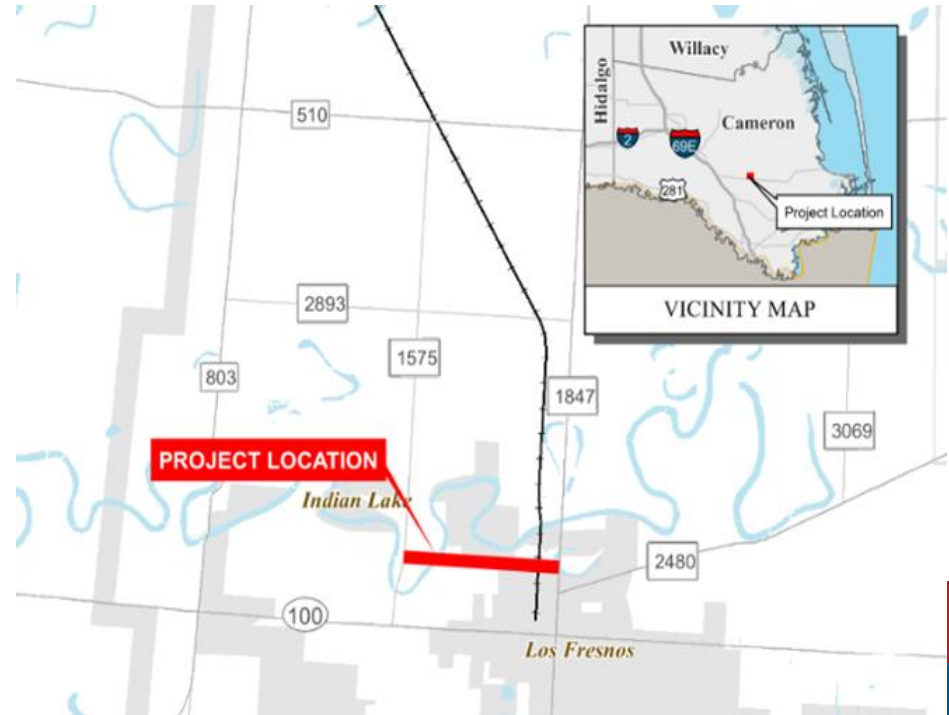 Willacy
Hidalgo
Cameron
2
69E
281
Project Location
VICINITY MAP
510
2893
1575
803
1847
3069
PROJECT LOCATION
Indian Lake
2480
100
Los Fresnos